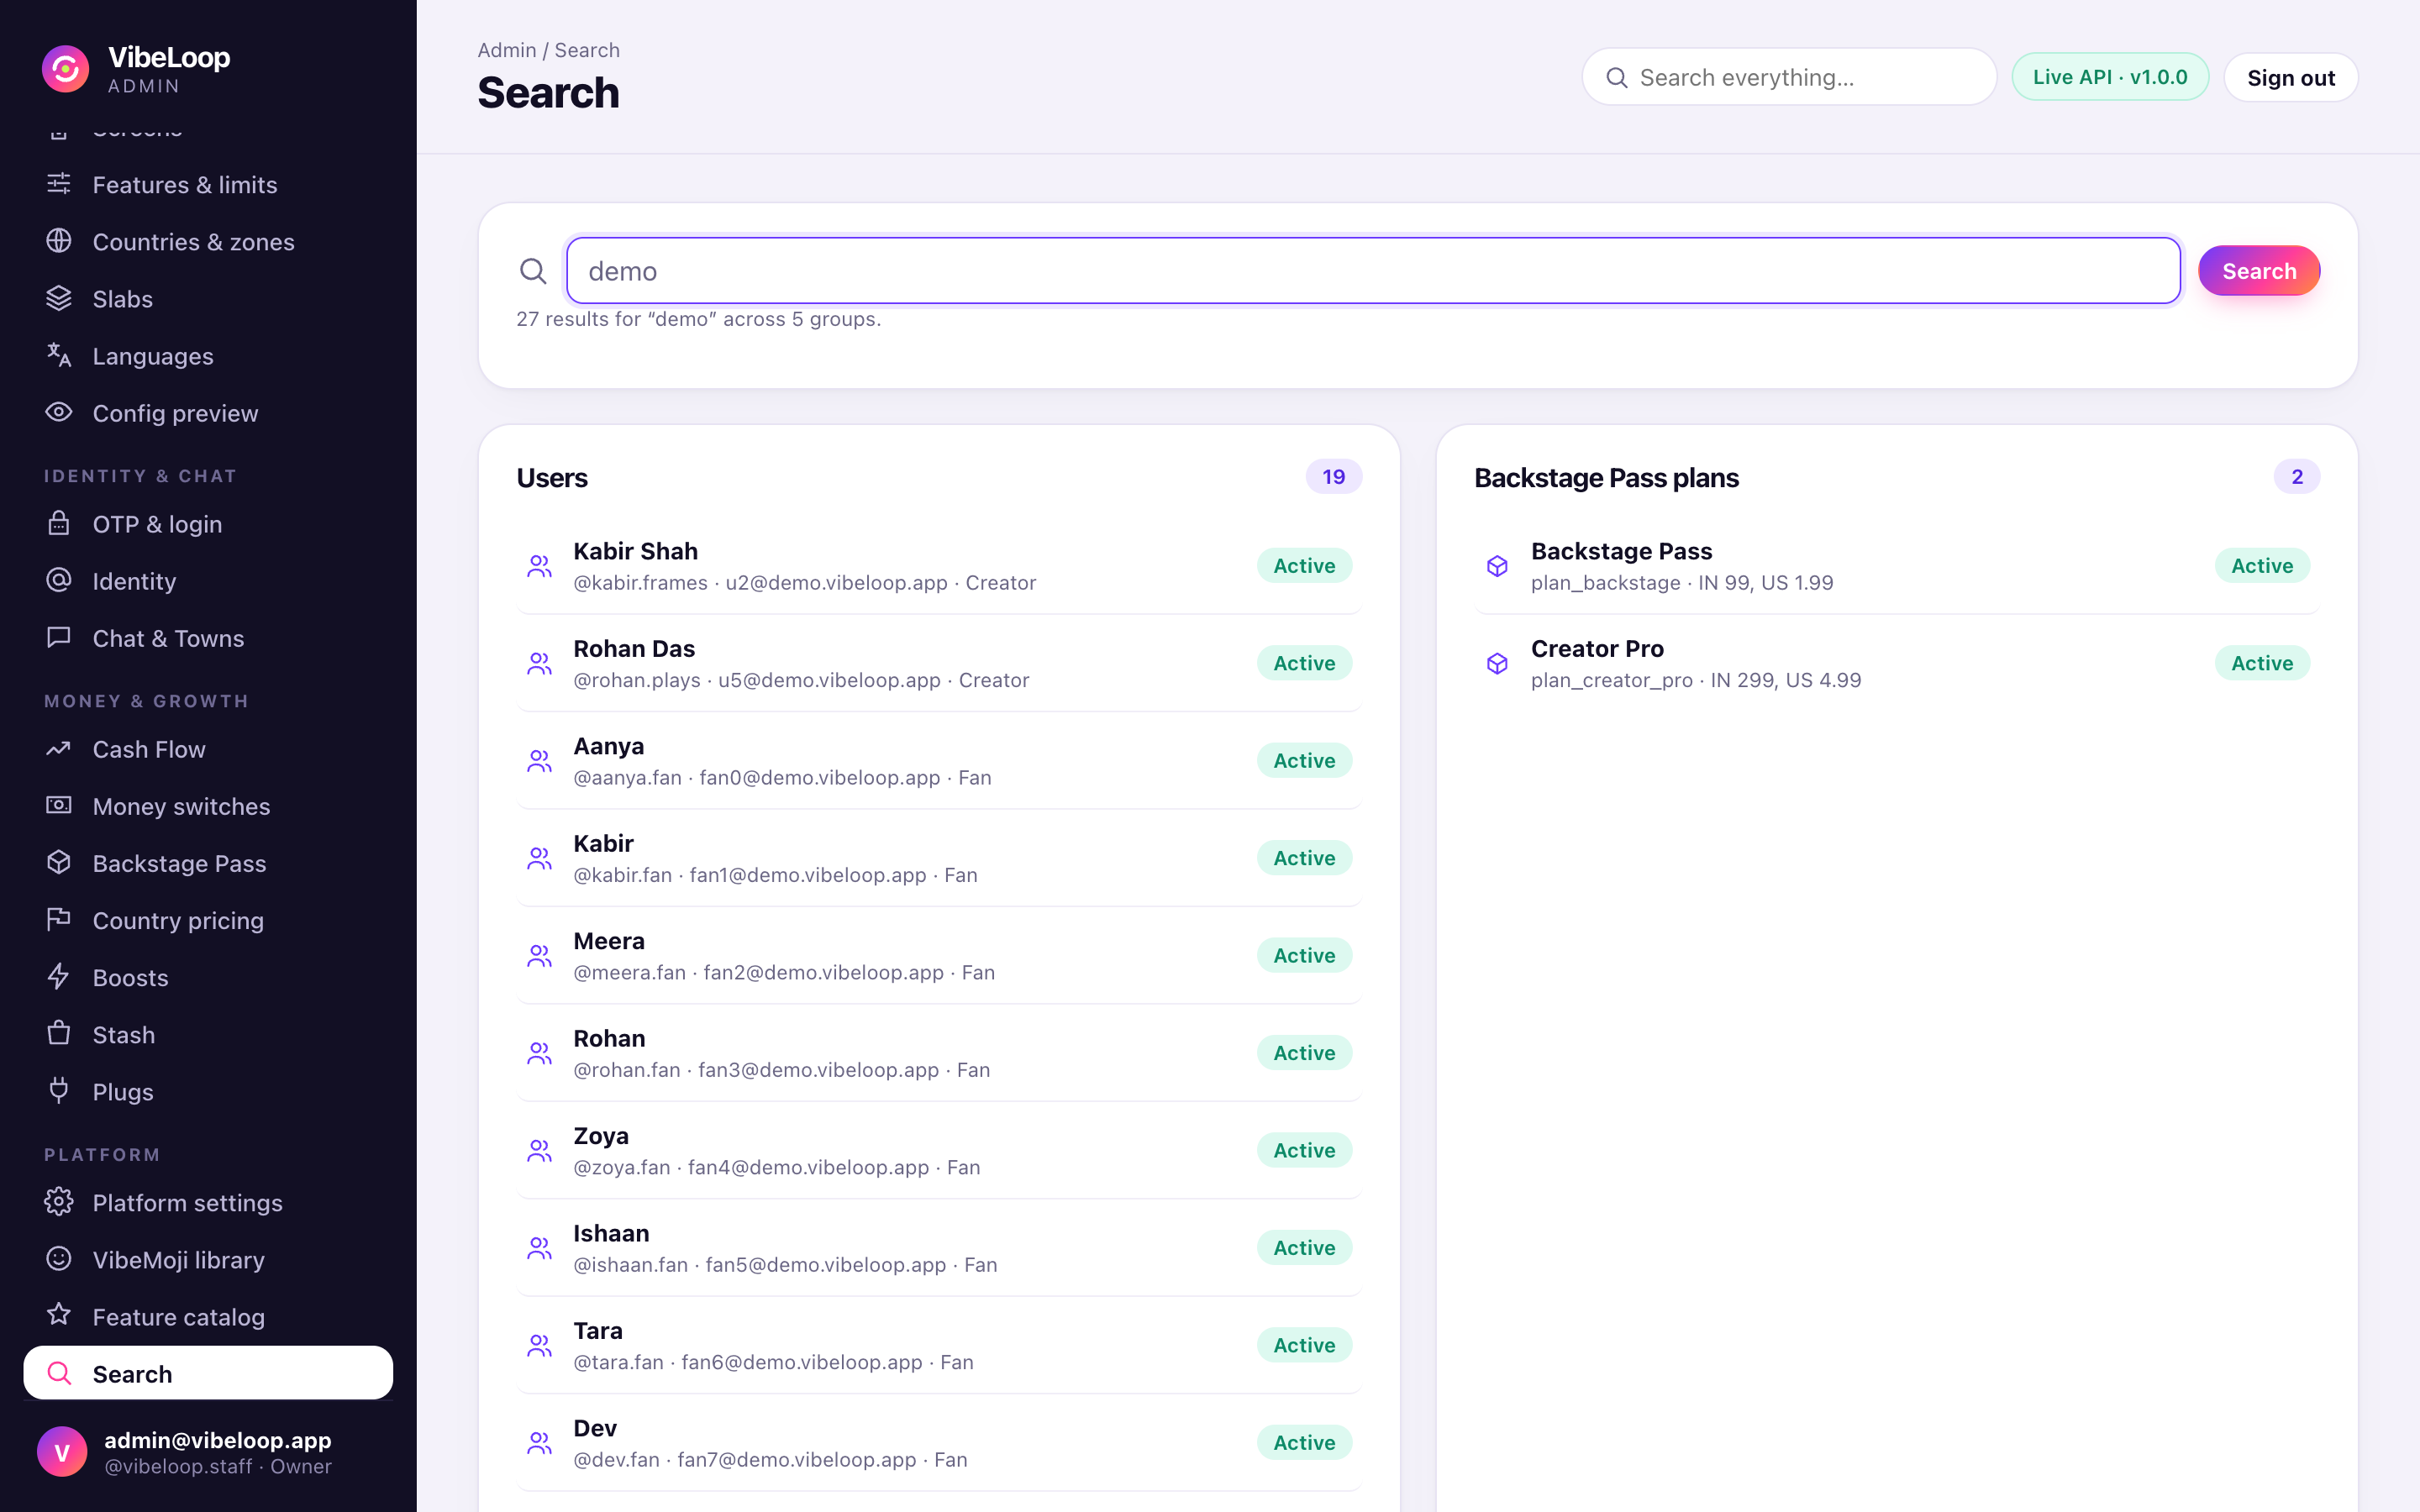 VibeLoop
ADMIN
Screens
Features & limits
Countries & zones
Slabs
Languages
Config preview
IDENTITY & CHAT
OTP & login
Identity
Chat & Towns
MONEY & GROWTH
Cash Flow
Money switches
Backstage Pass
Country pricing
Boosts
Stash
Plugs
PLATFORM
Platform settings
VibeMoji library
Feature catalog
Search
V
admin@vibeloop.app
@vibeloop.staff · Owner
Admin / Search
Search
Search everything...
Live API · v1.0.0
Sign out
demo
Search
27 results for “demo” across 5 groups.
Users
19
Kabir Shah
@kabir.frames · u2@demo.vibeloop.app · Creator
Active
Rohan Das
@rohan.plays · u5@demo.vibeloop.app · Creator
Active
Aanya
@aanya.fan · fan0@demo.vibeloop.app · Fan
Active
Kabir
@kabir.fan · fan1@demo.vibeloop.app · Fan
Active
Meera
@meera.fan · fan2@demo.vibeloop.app · Fan
Active
Rohan
@rohan.fan · fan3@demo.vibeloop.app · Fan
Active
Zoya
@zoya.fan · fan4@demo.vibeloop.app · Fan
Active
Ishaan
@ishaan.fan · fan5@demo.vibeloop.app · Fan
Active
Tara
@tara.fan · fan6@demo.vibeloop.app · Fan
Active
Dev
@dev.fan · fan7@demo.vibeloop.app · Fan
Active
Backstage Pass plans
2
Backstage Pass
plan_backstage · IN 99, US 1.99
Active
Creator Pro
plan_creator_pro · IN 299, US 4.99
Active